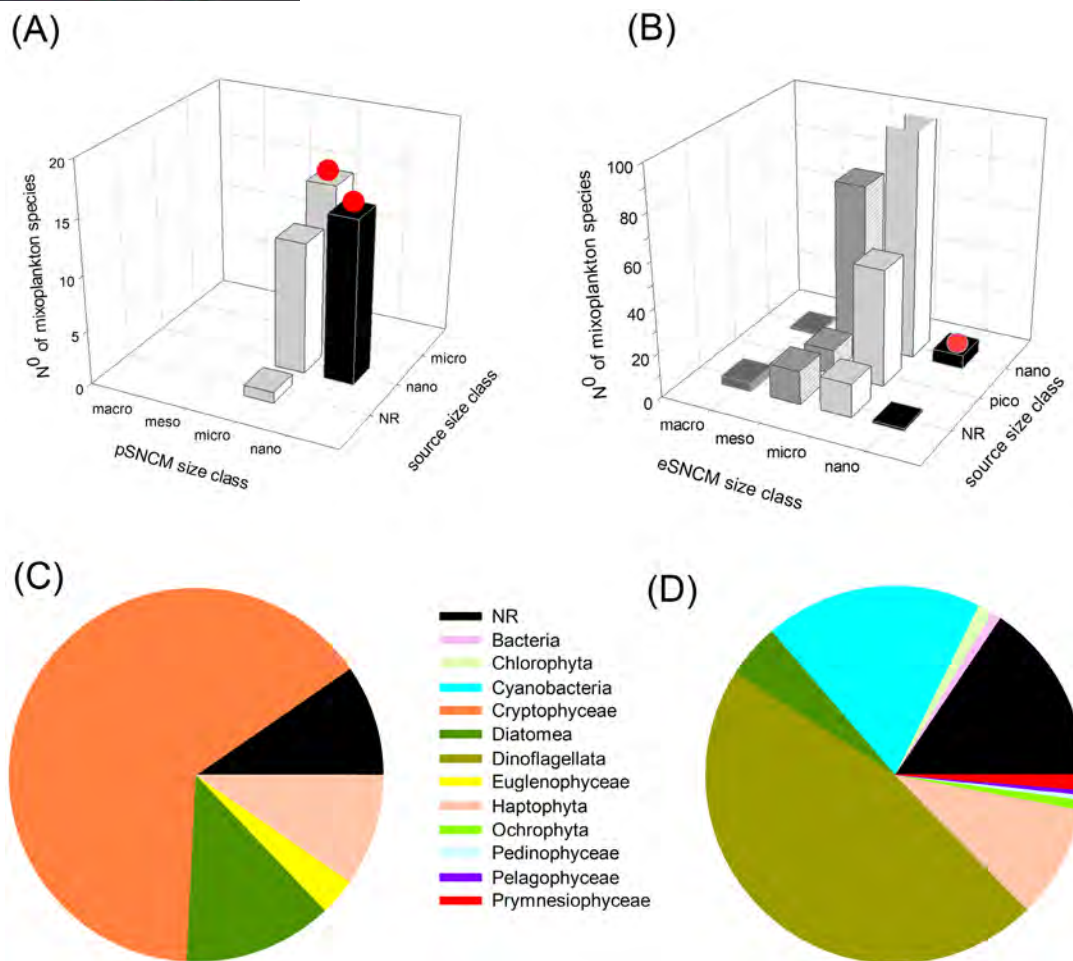 (A)
(B)
N⁰ of mixoplankton species
20
15
10
5
0
macro
meso
micro
nano
pSNCM size class
NR
nano
micro
source size class
N⁰ of mixoplankton species
100
80
60
40
20
0
macro
meso
micro
nano
eSNCM size class
NR
pico
nano
source size class
(C)
(D)
NR
Bacteria
Chlorophyta
Cyanobacteria
Cryptophyceae
Diatomea
Dinoflagellata
Euglenophyceae
Haptophyta
Ochrophyta
Pedinophyceae
Pelagophyceae
Prymnesiophyceae